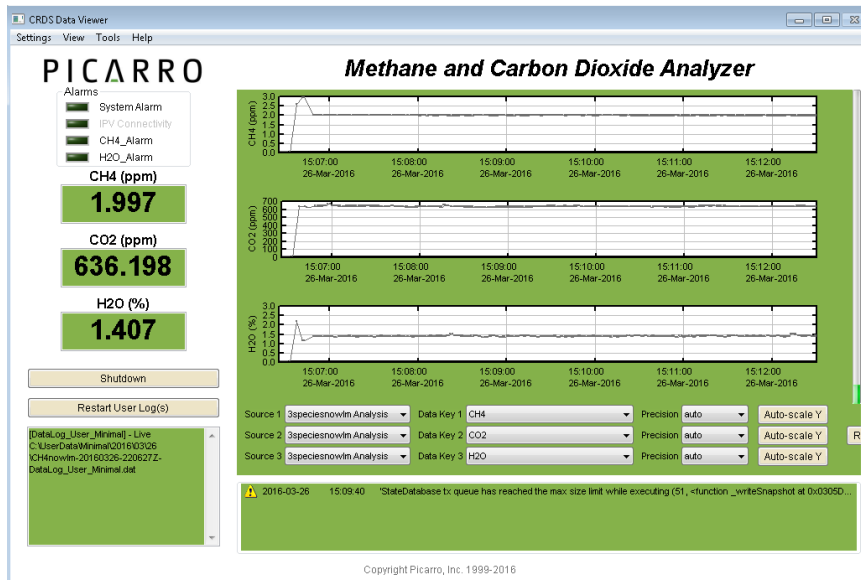 CRDS Data Viewer
Settings View Tools Help
PICARRO
Methane and Carbon Dioxide Analyzer
Alarms
System Alarm
IPV Connectivity
CH4_Alarm
H2O_Alarm
CH4 (ppm)
1.997
CO2 (ppm)
636.198
H2O (%)
1.407
Shutdown
Restart User Log(s)
[DataLog_User_Minimal] - Live
C:\UserData\Minimal\2016\03\26
\CH4nowlm-20160326-220627Z-
DataLog_User_Minimal.dat
CH4 (ppm)
3.0
2.5
2.0
1.5
1.0
0.5
0.0
15:07:00 15:08:00 15:09:00 15:10:00 15:11:00 15:12:00
26-Mar-2016 26-Mar-2016 26-Mar-2016 26-Mar-2016 26-Mar-2016 26-Mar-2016
CO2 (ppm)
700
600
500
400
300
200
100
0
15:07:00 15:08:00 15:09:00 15:10:00 15:11:00 15:12:00
26-Mar-2016 26-Mar-2016 26-Mar-2016 26-Mar-2016 26-Mar-2016 26-Mar-2016
H2O (%)
3.0
2.5
2.0
1.5
1.0
0.5
0.0
15:07:00 15:08:00 15:09:00 15:10:00 15:11:00 15:12:00
26-Mar-2016 26-Mar-2016 26-Mar-2016 26-Mar-2016 26-Mar-2016 26-Mar-2016
Source 1 3speciesnowlm Analysis Data Key 1 CH4 Precision auto Auto-scale Y
Source 2 3speciesnowlm Analysis Data Key 2 CO2 Precision auto Auto-scale Y R
Source 3 3speciesnowlm Analysis Data Key 3 H2O Precision auto Auto-scale Y
2016-03-26 15:09:40 'StateDatabase tx queue has reached the max size limit while executing (51, <function _writeSnapshot at 0x0305D...
Copyright Picarro, Inc. 1999-2016